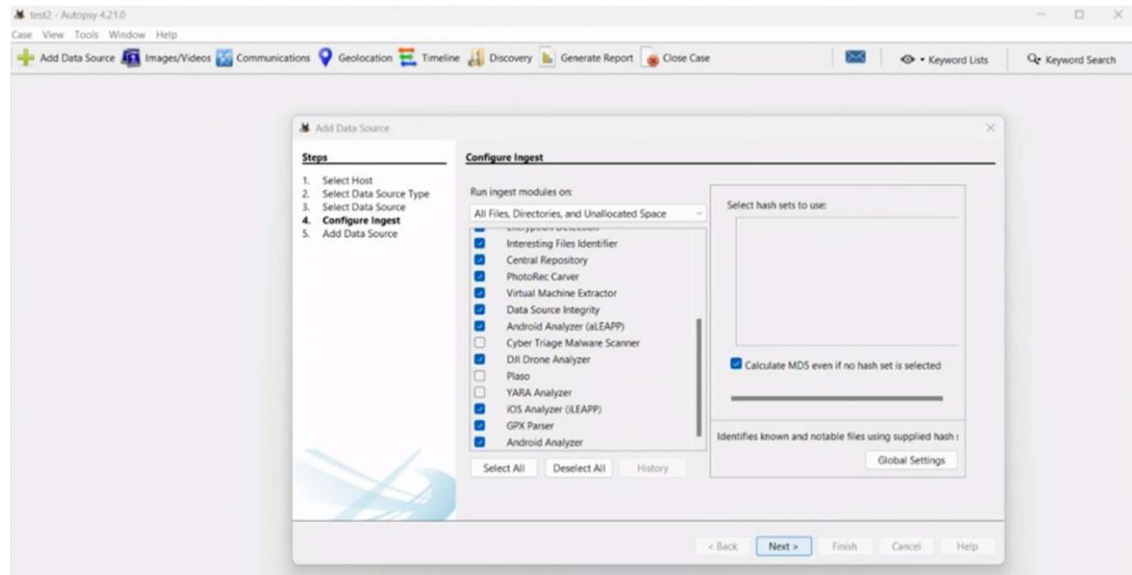 test2 - Autopsy 4.21.0
Case View Tools Window Help
Add Data Source Images/Videos Communications Geolocation Timeline Discovery Generate Report Close Case Keyword Lists Keyword Search
Add Data Source
Steps
1. Select Host
2. Select Data Source Type
3. Select Data Source
4. Configure Ingest
5. Add Data Source
Configure Ingest
Run ingest modules on:
All Files, Directories, and Unallocated Space
Encryption Detection
Interesting Files Identifier
Central Repository
PhotoRec Carver
Virtual Machine Extractor
Data Source Integrity
Android Analyzer (aLEAPP)
Cyber Triage Malware Scanner
DJI Drone Analyzer
Plaso
YARA Analyzer
iOS Analyzer (iLEAPP)
GPX Parser
Android Analyzer
Select All Deselect All History
Select hash sets to use:
Calculate MD5 even if no hash set is selected
Identifies known and notable files using supplied hash
Global Settings
< Back Next > Finish Cancel Help